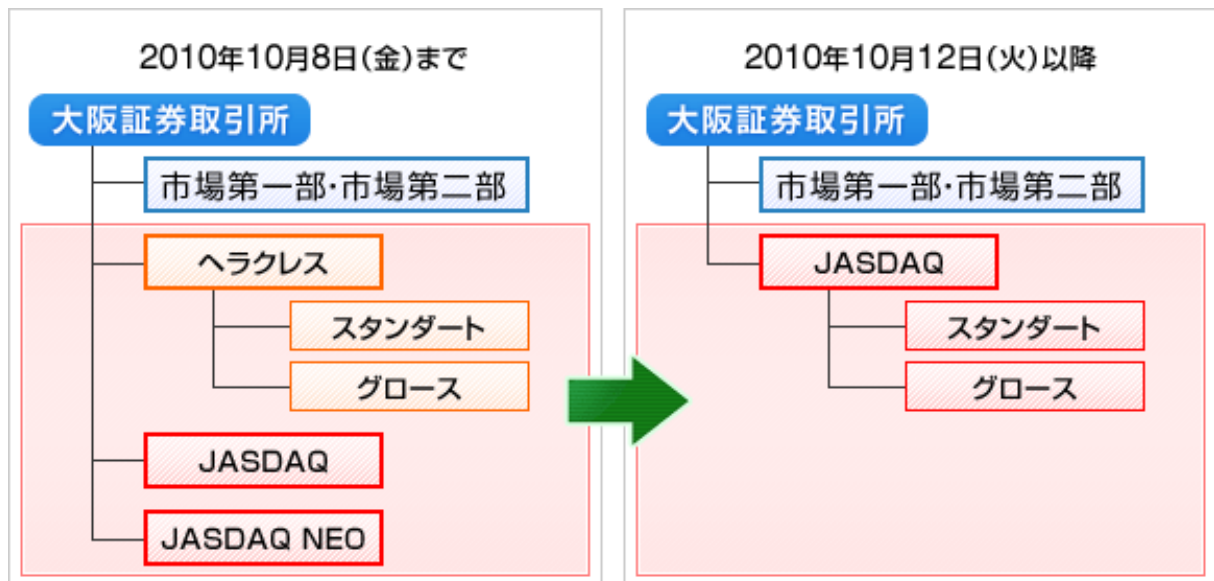 2010年10月8日(金)まで
大阪証券取引所
市場第一部・市場第二部
ヘラクレス
スタンダート
グロース
JASDAQ
JASDAQ NEO
2010年10月12日(火)以降
大阪証券取引所
市場第一部・市場第二部
JASDAQ
スタンダート
グロース